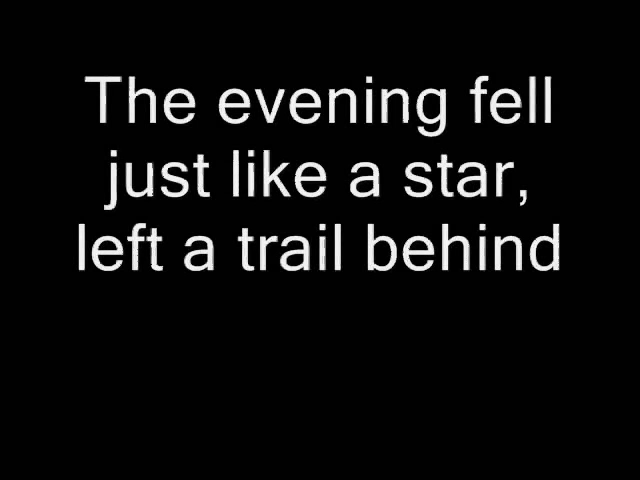 The evening fell
just like a star,
left a trail behind